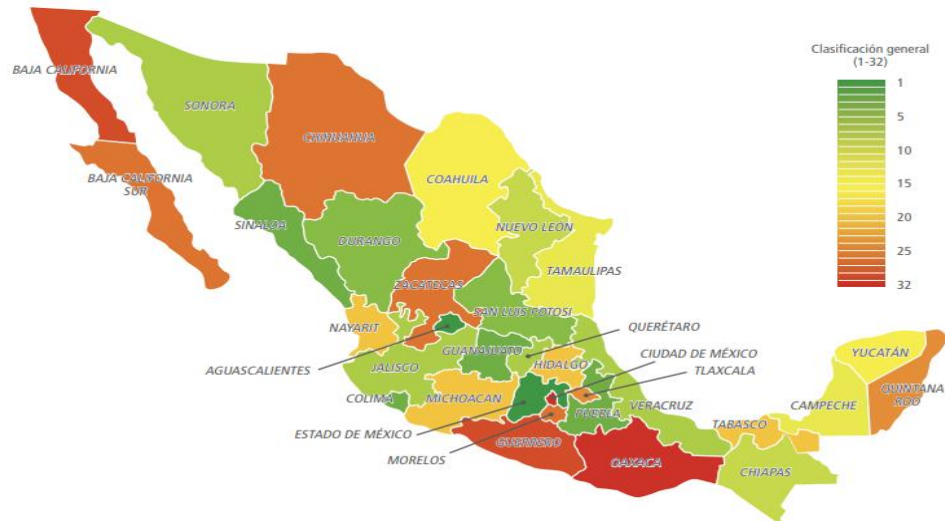 Clasificación general
(1-32)
1
5
10
15
20
25
32
BAJA CALIFORNIA
SONORA
CHIHUAHUA
COAHUILA
BAJA CALIFORNIA
SUR
SINALOA
DURANGO
NUEVO LEÓN
TAMAULIPAS
ZACATECAS
SAN LUIS POTOSI
NAYARIT
QUERÉTARO
AGUASCALIENTES
GUANAJUATO
CIUDAD DE MÉXICO
JALISCO
HIDALGO
TLAXCALA
YUCATÁN
COLIMA
MICHOACAN
PUEBLA
VERACRUZ
CAMPECHE
QUINTANA
ROO
ESTADO DE MÉXICO
TABASCO
MORELOS
GUERRERO
OAXACA
CHIAPAS